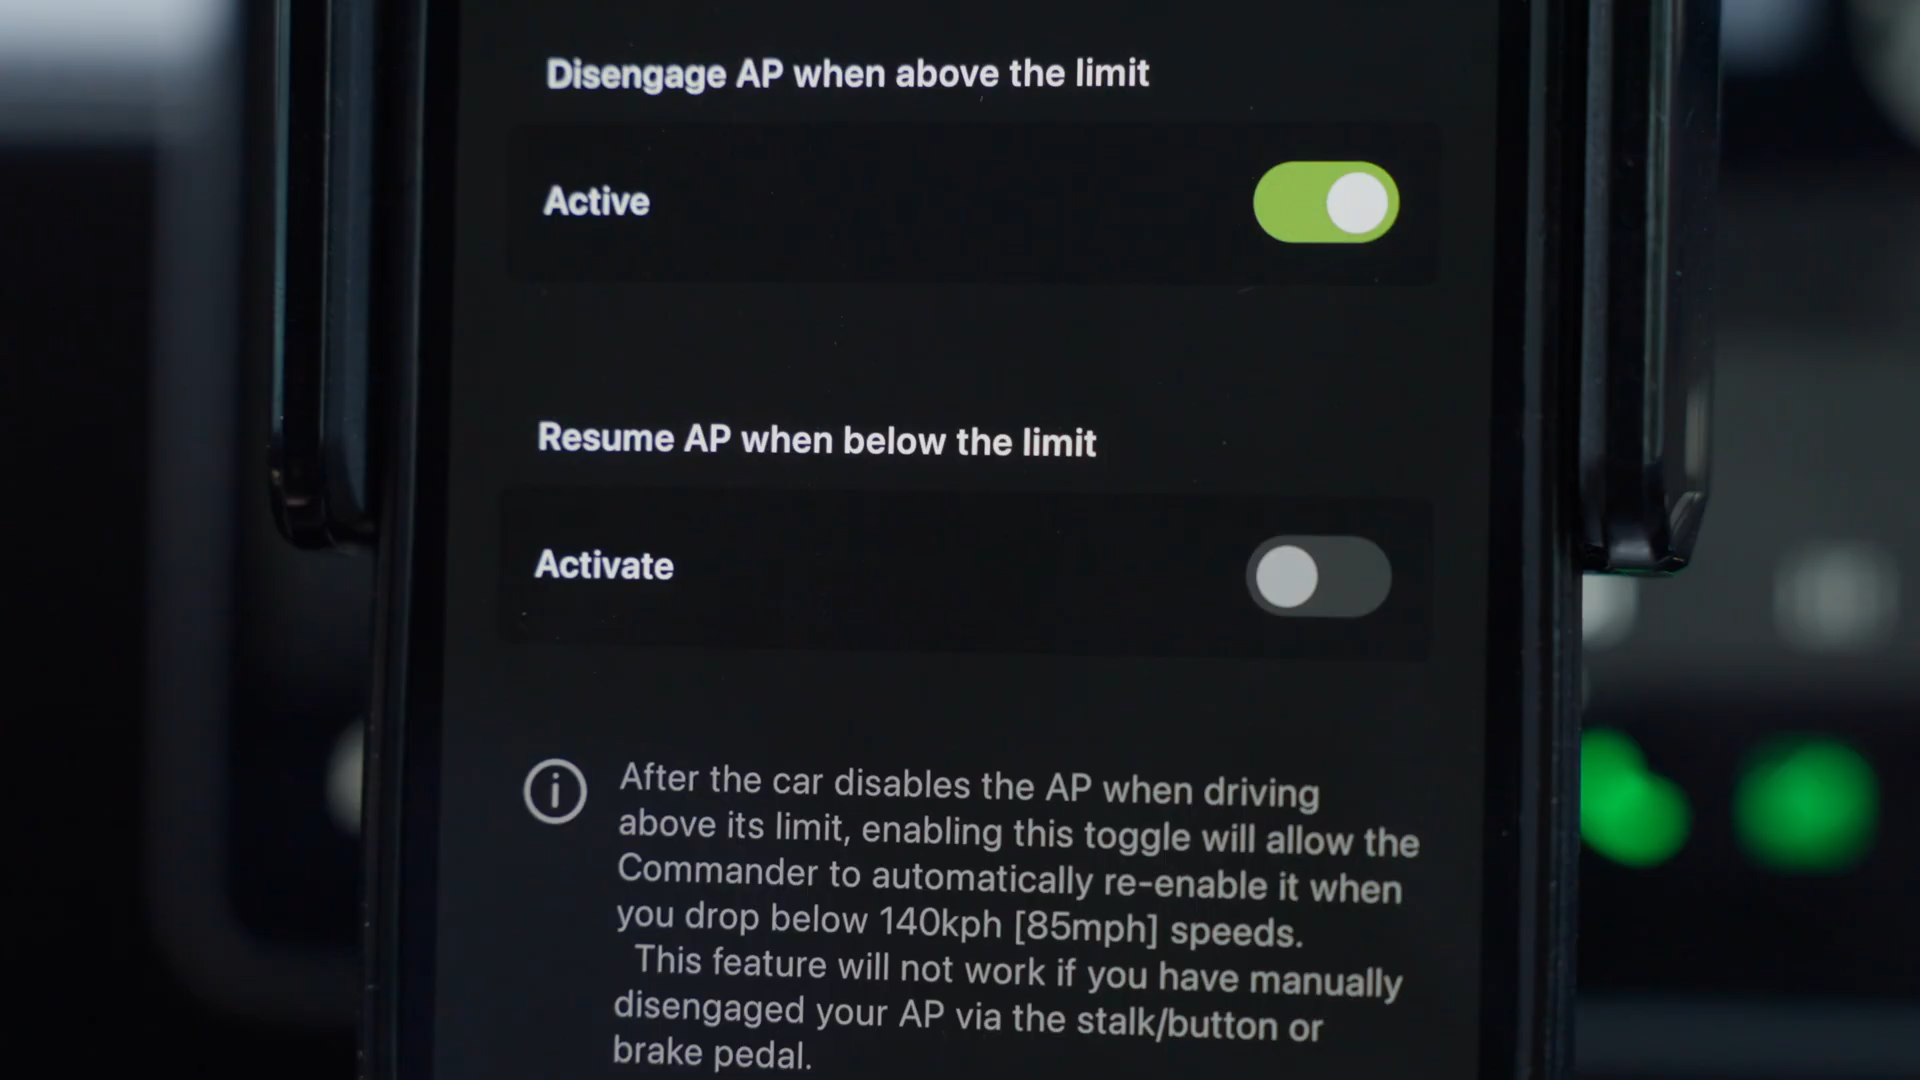 Disengage AP when above the limit
Active
Resume AP when below the limit
Activate
After the car disables the AP when driving
above its limit, enabling this toggle will allow the
Commander to automatically re-enable it when
you drop below 140kph [85mph] speeds.
This feature will not work if you have manually
disengaged your AP via the stalk/button or
brake pedal.